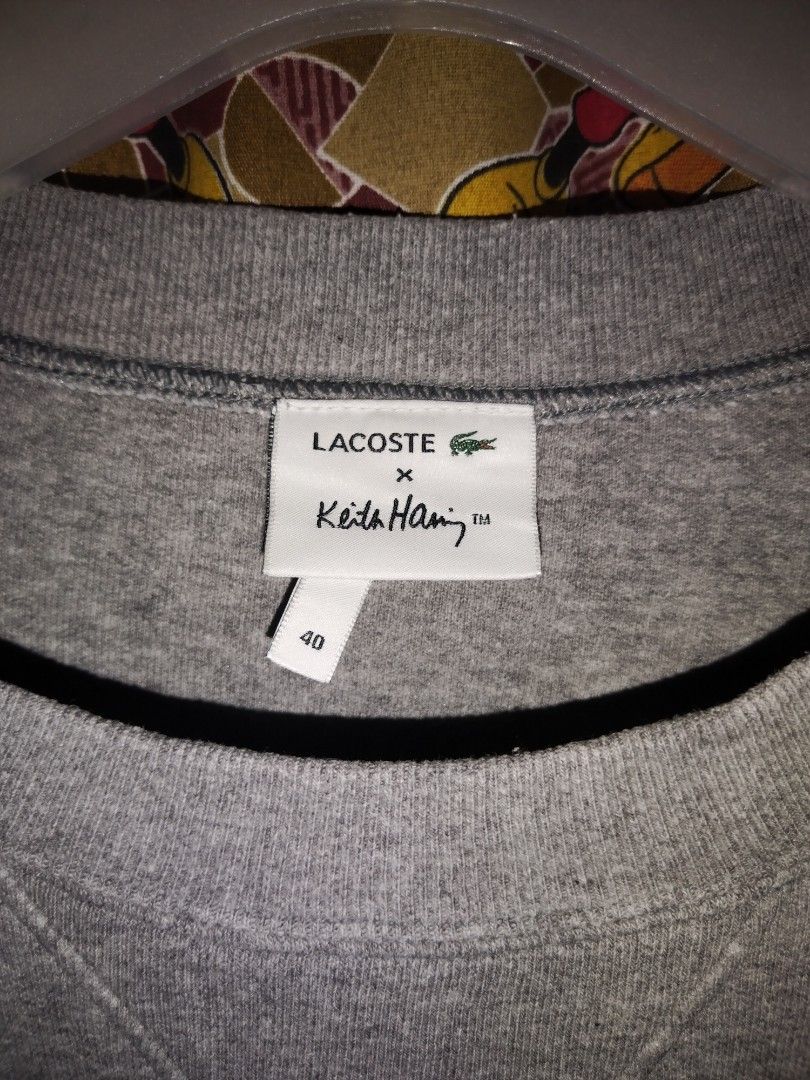 LACOSTE
×
Keith Haring ™
40